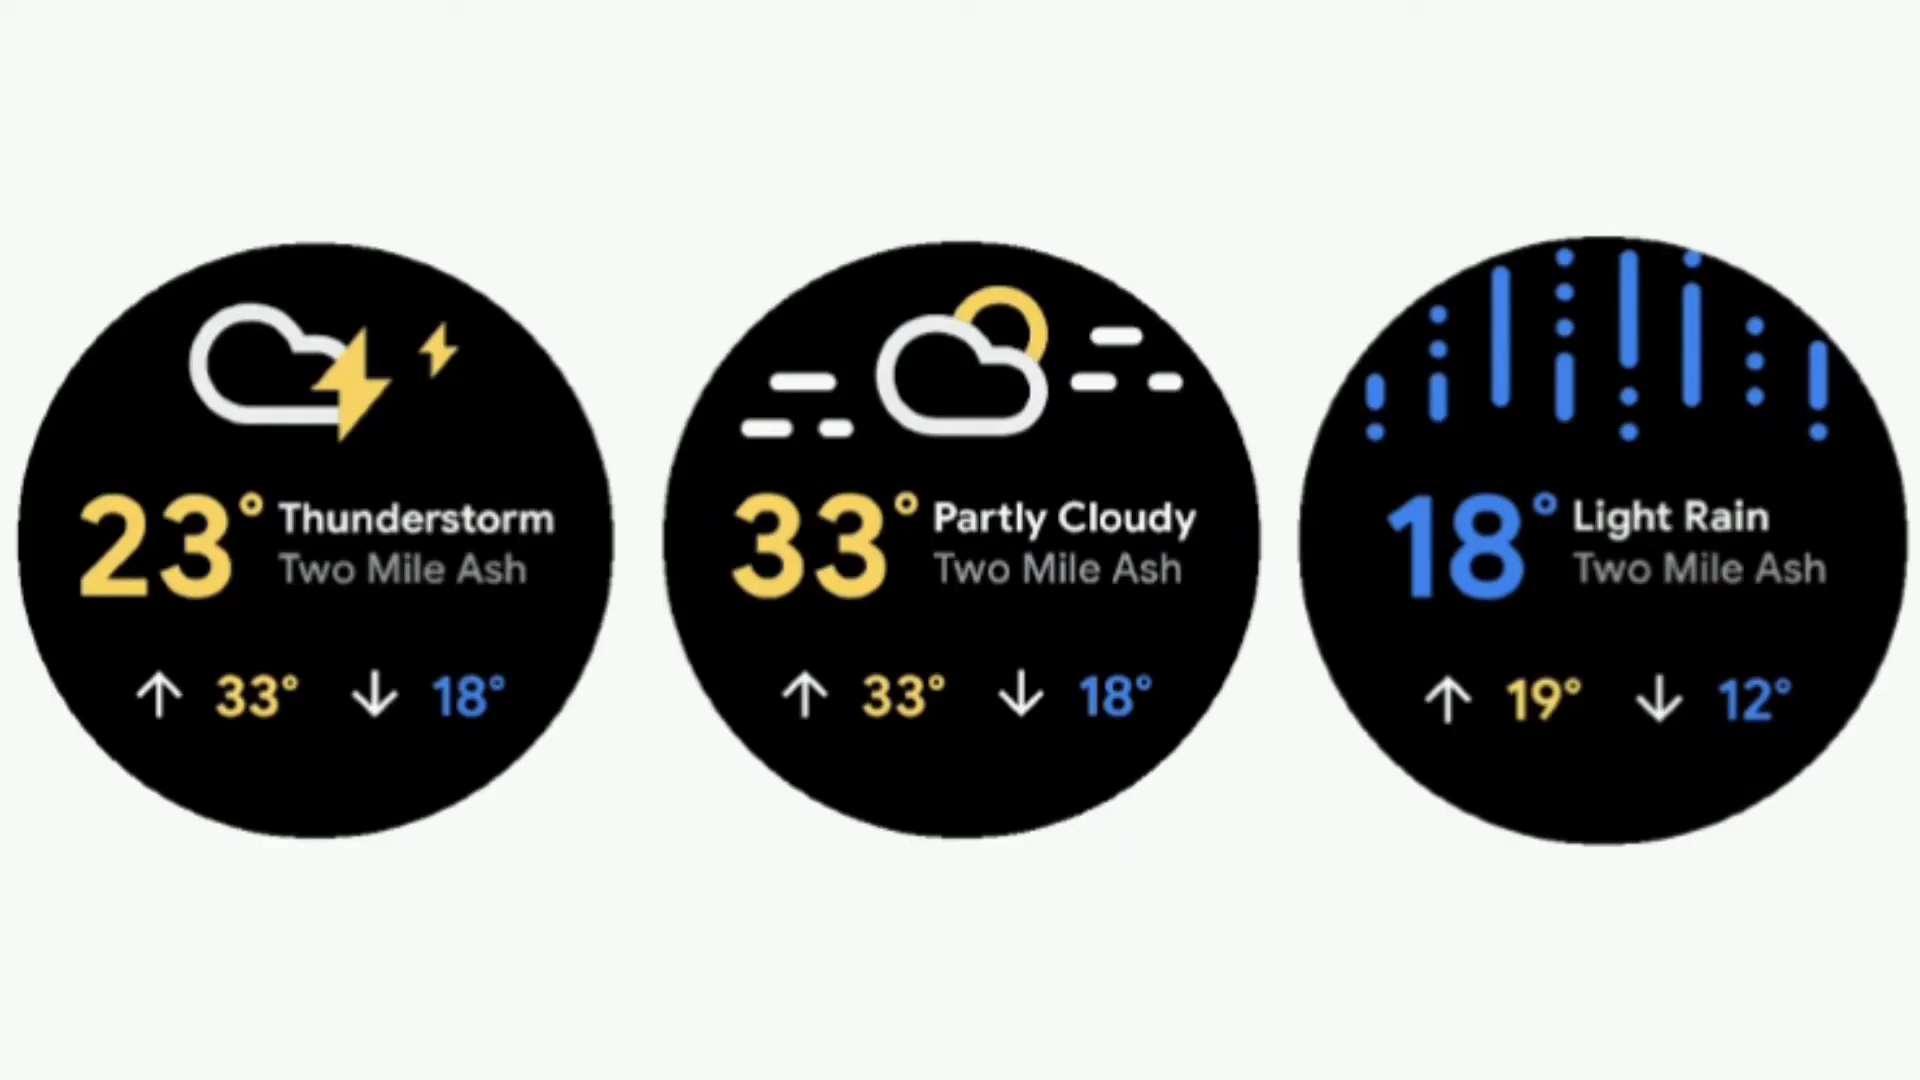 23° Thunderstorm
Two Mile Ash
↑ 33° ↓ 18°
33° Partly Cloudy
Two Mile Ash
↑ 33° ↓ 18°
18° Light Rain
Two Mile Ash
↑ 19° ↓ 12°